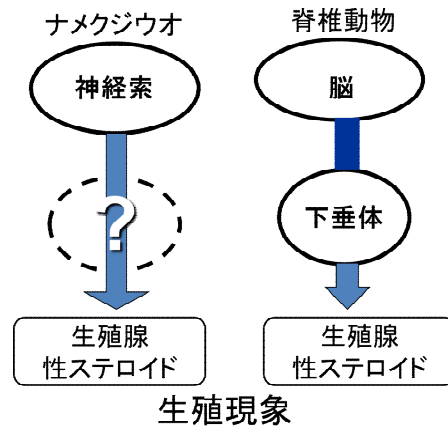 ナメクジウオ
神経索
?
生殖腺
性ステロイド
脊椎動物
脳
下垂体
生殖腺
性ステロイド
生殖現象